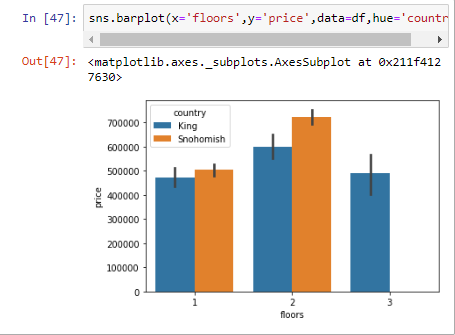 In [47]: sns.barplot(x='floors',y='price',data=df,hue='countr
Out[47]: <matplotlib.axes._subplots.AxesSubplot at 0x211f412
7630>
country
King
Snohomish
700000
600000
500000
400000
300000
200000
100000
0
price
1 2 3
floors